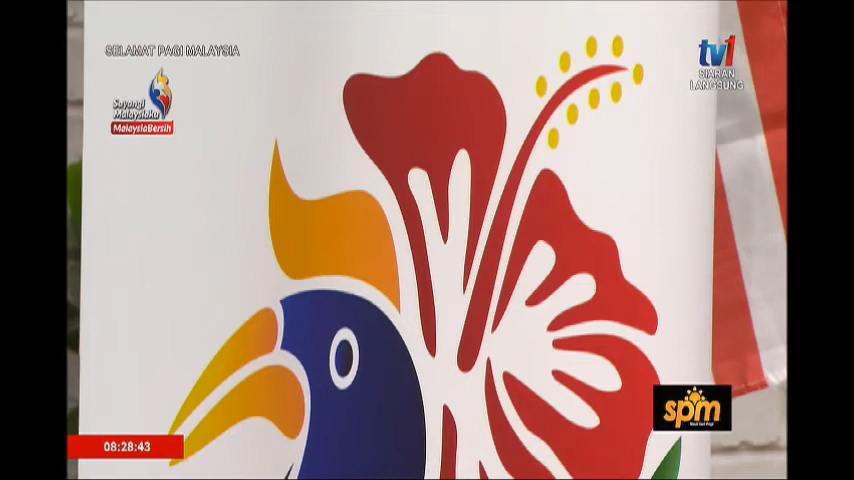 SELAMAT PAGI MALAYSIA
tv1
SIARAN
LANGSUNG
Sayangi
Malaysiaku
MalaysiaBersih
spm
08:28:43